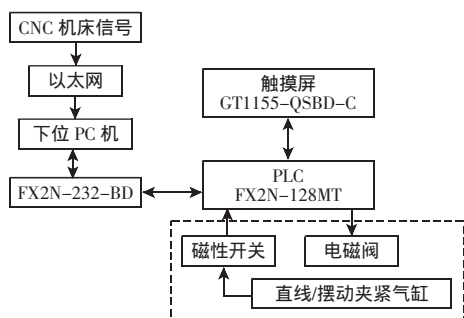 CNC 机床信号
以太网
下位 PC 机
FX2N-232-BD
触摸屏
GT1155-QSBD-C
PLC
FX2N-128MT
磁性开关
电磁阀
直线/摆动夹紧气缸